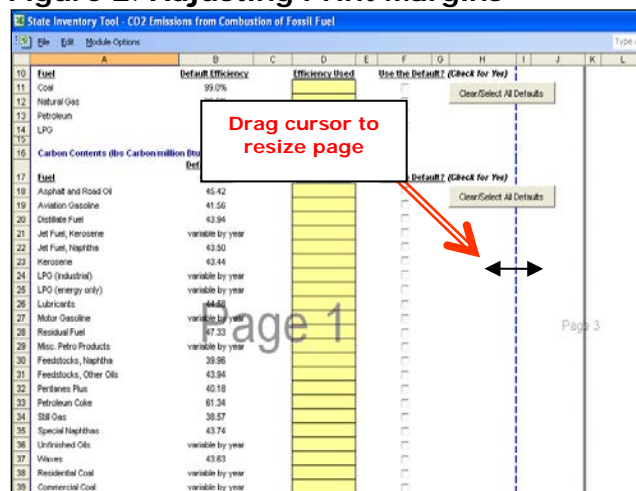 State Inventory Tool - CO2 Emissions from Combustion of Fossil Fuel
File Edit Module Options Type
A B C D E F G H I J K L
10 Fuel Default Efficiency Efficiency Used Use the Default? (Check for Yes)
11 Coal 99.0% Clear/Select All Defaults
12 Natural Gas
13 Petroleum
14 LPG
15
Drag cursor to
resize page
16 Carbon Contents (lbs Carbon/million Btu
17 Fuel Default? (Check for Yes)
18 Asphalt and Road Oil 45.42 Clear/Select All Defaults
19 Aviation Gasoline 41.56
20 Distillate Fuel 43.94
21 Jet Fuel, Kerosene variable by year
22 Jet Fuel, Naphtha 43.50
23 Kerosene 43.44
24 LPG (industrial) variable by year
25 LPG (energy only) variable by year
26 Lubricants 44.58
27 Motor Gasoline variable by year
Page 1
Page 3
28 Residual Fuel 47.33
29 Misc. Petro Products variable by year
30 Feedstocks, Naphtha 39.96
31 Feedstocks, Other Oils 43.94
32 Pentanes Plus 40.18
33 Petroleum Coke 61.34
34 Still Gas 38.57
35 Special Naphthas 43.74
36 Unfinished Oils variable by year
37 Waxes 43.63
38 Residential Coal variable by year
39 Commercial Coal variable by year